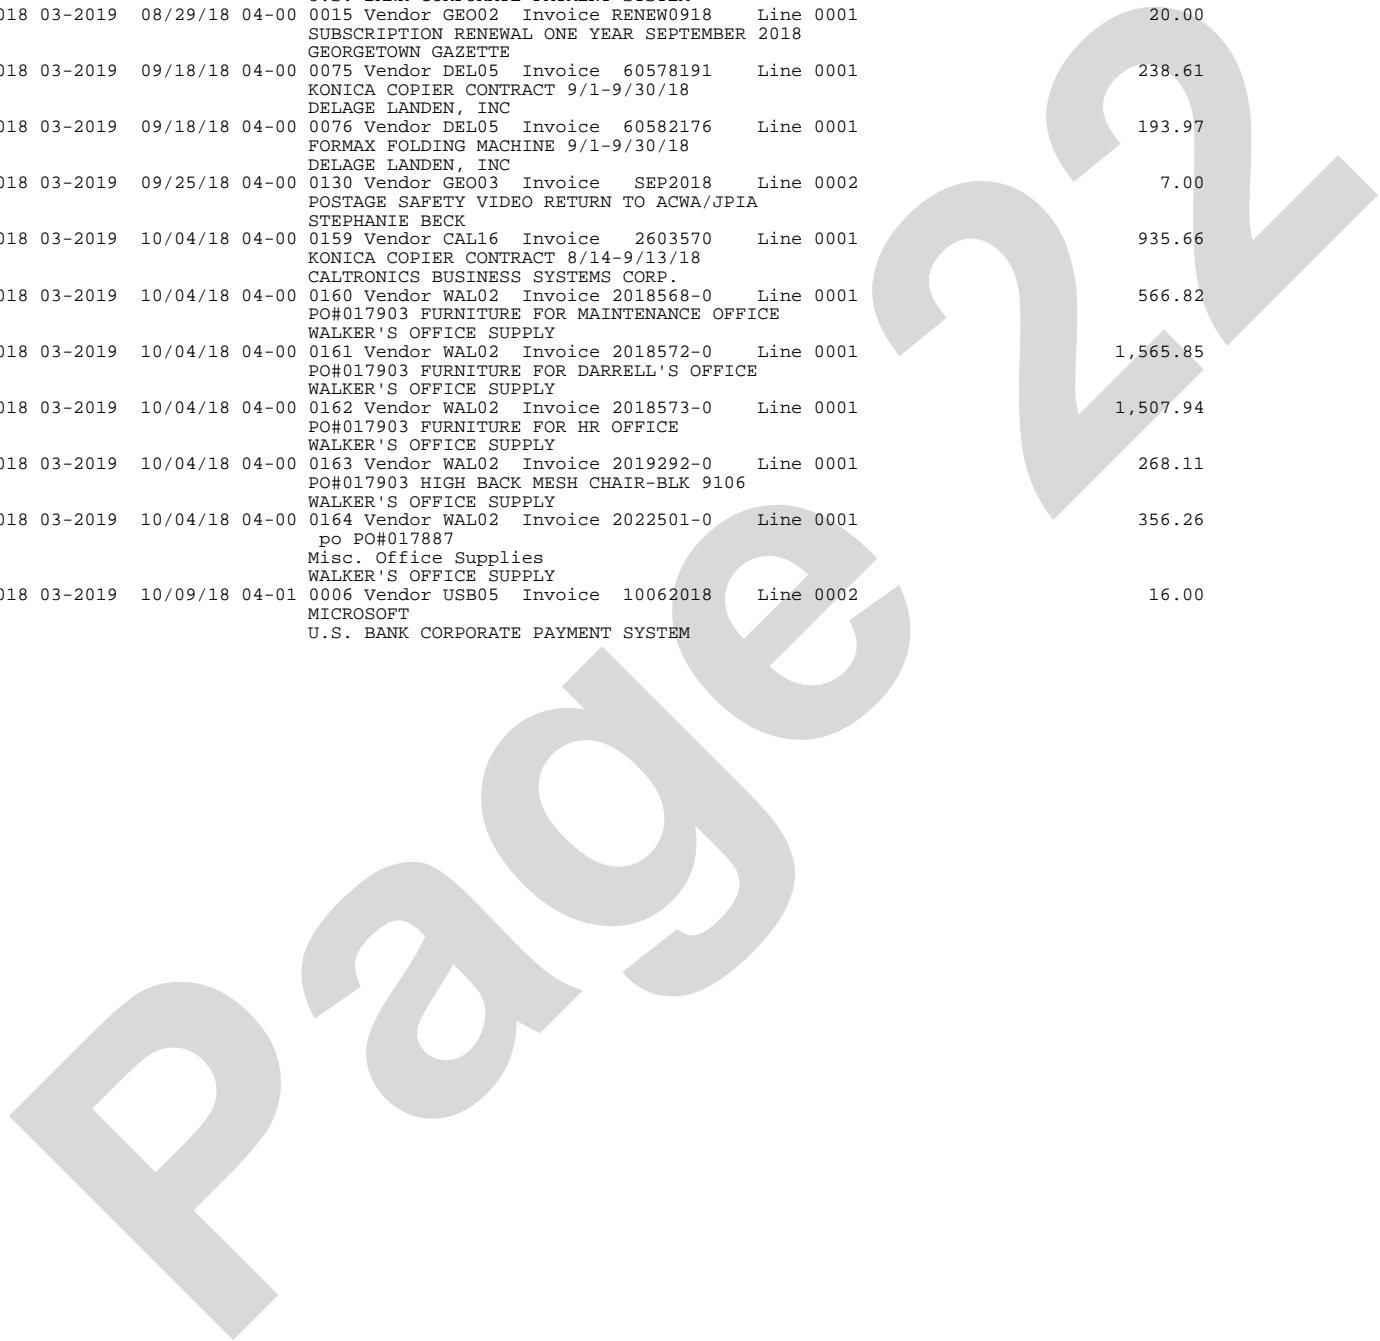 U.S. BANK CORPORATE PAYMENT SYSTEM
018 03-2019 08/29/18 04-00 0015 Vendor GEO02 Invoice RENEW0918 Line 0001 20.00
SUBSCRIPTION RENEWAL ONE YEAR SEPTEMBER 2018
GEORGETOWN GAZETTE
018 03-2019 09/18/18 04-00 0075 Vendor DEL05 Invoice 60578191 Line 0001 238.61
KONICA COPIER CONTRACT 9/1-9/30/18
DELAGE LANDEN, INC
018 03-2019 09/18/18 04-00 0076 Vendor DEL05 Invoice 60582176 Line 0001 193.97
FORMAX FOLDING MACHINE 9/1-9/30/18
DELAGE LANDEN, INC
018 03-2019 09/25/18 04-00 0130 Vendor GEO03 Invoice SEP2018 Line 0002 7.00
POSTAGE SAFETY VIDEO RETURN TO ACWA/JPIA
STEPHANIE BECK
018 03-2019 10/04/18 04-00 0159 Vendor CAL16 Invoice 2603570 Line 0001 935.66
KONICA COPIER CONTRACT 8/14-9/13/18
CALTRONICS BUSINESS SYSTEMS CORP.
018 03-2019 10/04/18 04-00 0160 Vendor WAL02 Invoice 2018568-0 Line 0001 566.82
PO#017903 FURNITURE FOR MAINTENANCE OFFICE
WALKER'S OFFICE SUPPLY
018 03-2019 10/04/18 04-00 0161 Vendor WAL02 Invoice 2018572-0 Line 0001 1,565.85
PO#017903 FURNITURE FOR DARRELL'S OFFICE
WALKER'S OFFICE SUPPLY
018 03-2019 10/04/18 04-00 0162 Vendor WAL02 Invoice 2018573-0 Line 0001 1,507.94
PO#017903 FURNITURE FOR HR OFFICE
WALKER'S OFFICE SUPPLY
018 03-2019 10/04/18 04-00 0163 Vendor WAL02 Invoice 2019292-0 Line 0001 268.11
PO#017903 HIGH BACK MESH CHAIR-BLK 9106
WALKER'S OFFICE SUPPLY
018 03-2019 10/04/18 04-00 0164 Vendor WAL02 Invoice 2022501-0 Line 0001 356.26
po PO#017887
Misc. Office Supplies
WALKER'S OFFICE SUPPLY
018 03-2019 10/09/18 04-01 0006 Vendor USB05 Invoice 10062018 Line 0002 16.00
MICROSOFT
U.S. BANK CORPORATE PAYMENT SYSTEM
Page 22